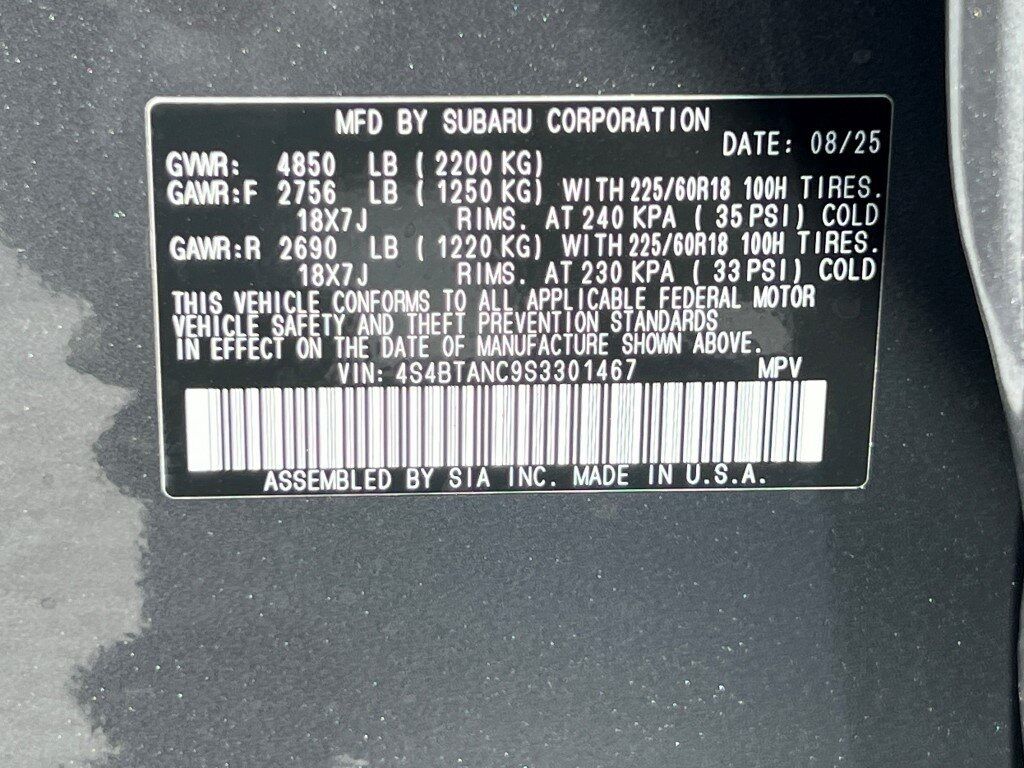 MFD BY SUBARU CORPORATION
DATE: 08/25
GVWR: 4850 LB ( 2200 KG)
GAWR:F 2756 LB ( 1250 KG) WITH 225/60R18 100H TIRES.
18X7J RIMS. AT 240 KPA ( 35 PSI) COLD
GAWR:R 2690 LB ( 1220 KG) WITH 225/60R18 100H TIRES.
18X7J RIMS. AT 230 KPA ( 33 PSI) COLD
THIS VEHICLE CONFORMS TO ALL APPLICABLE FEDERAL MOTOR
VEHICLE SAFETY AND THEFT PREVENTION STANDARDS
IN EFFECT ON THE DATE OF MANUFACTURE SHOWN ABOVE.
VIN: 4S4BTANC9S3301467 MPV
ASSEMBLED BY SIA INC. MADE IN U.S.A.